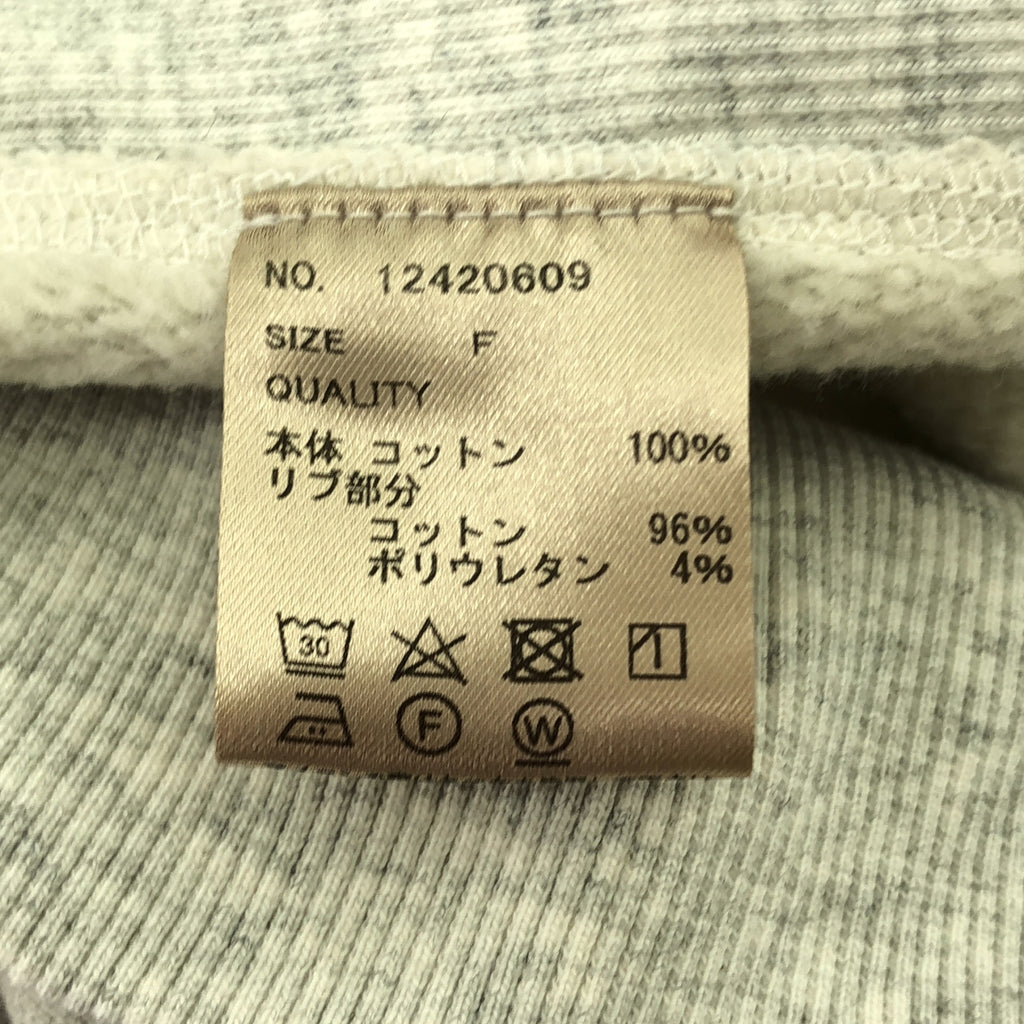 NO. 12420609
SIZE F
QUALITY
本体 コットン 100%
リブ部分
コットン 96%
ポリウレタン 4%
30
F W